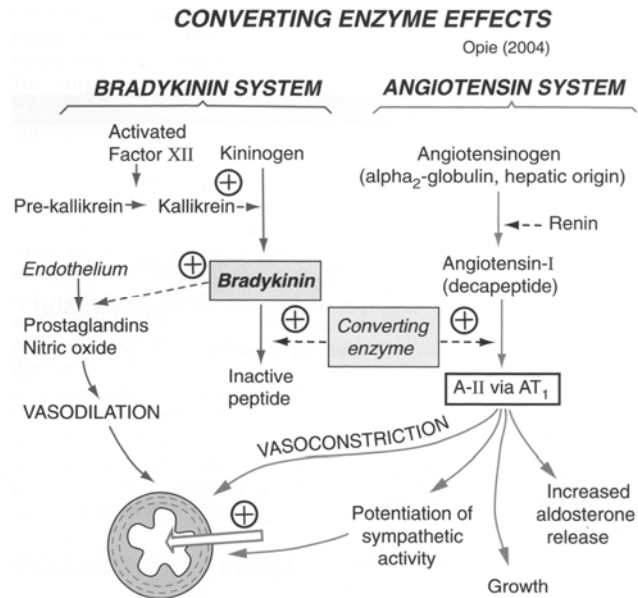 CONVERTING ENZYME EFFECTS
Opie (2004)
BRADYKININ SYSTEM
ANGIOTENSIN SYSTEM
Activated
Factor XII
Kininogen
Pre-kallikrein
Kallikrein
Endothelium
Bradykinin
Prostaglandins
Nitric oxide
Inactive
peptide
VASODILATION
Angiotensinogen
(alpha2-globulin, hepatic origin)
Renin
Angiotensin-I
(decapeptide)
Converting
enzyme
A-II via AT1
VASOCONSTRICTION
Potentiation of
sympathetic
activity
Growth
Increased
aldosterone
release